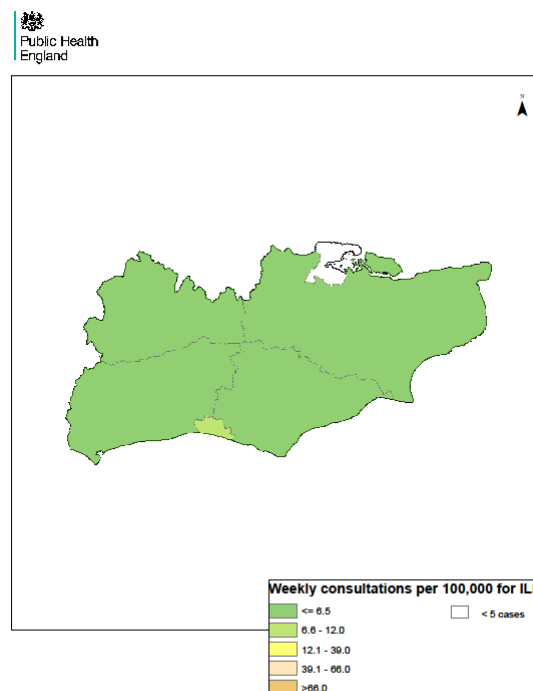 Public Health
England
N
Weekly consultations per 100,000 for ILI
<= 6.5
< 5 cases
6.6 - 12.0
12.1 - 39.0
39.1 - 66.0
>66.0